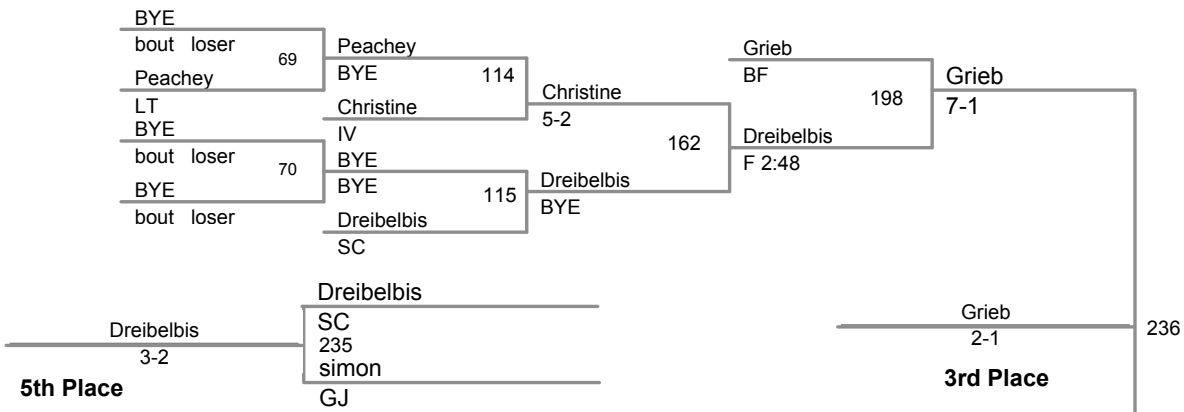 BYE
bout loser
69
Peachey
LT
BYE
bout loser
70
BYE
bout loser
Peachey
BYE
114
Christine
IV
BYE
BYE
115
Dreibelbis
SC
Christine
5-2
162
Dreibelbis
BYE
Grieb
BF
198
Dreibelbis
F 2:48
Grieb
7-1
Dreibelbis
3-2
5th Place
Dreibelbis
SC
235
simon
GJ
Grieb
2-1
3rd Place
236